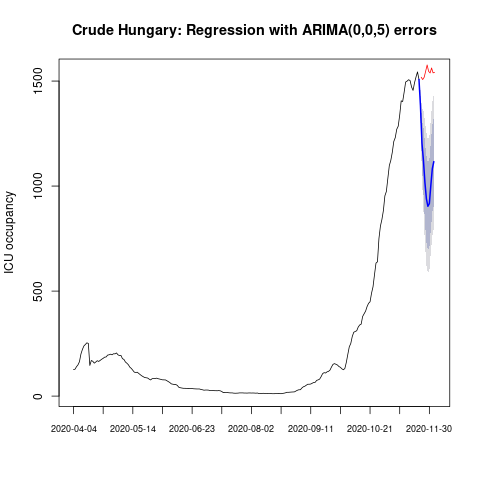 Crude Hungary: Regression with ARIMA(0,0,5) errors
ICU occupancy
1500
1000
500
0
2020-04-04 2020-05-14 2020-06-23 2020-08-02 2020-09-11 2020-10-21 2020-11-30